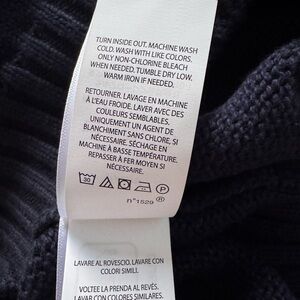 TURN INSIDE OUT. MACHINE WASH
COLD. WASH WITH LIKE COLORS.
ONLY NON-CHLORINE BLEACH
WHEN NEEDED. TUMBLE DRY LOW.
WARM IRON IF NEEDED.
RETOURNER. LAVAGE EN MACHINE
À L'EAU FROIDE. LAVER AVEC DES
COULEURS SEMBLABLES.
UNIQUEMENT UN AGENT DE
BLANCHIMENT SANS CHLORE, SI
NÉCESSAIRE. SÉCHAGE EN
MACHINE À BASSE TEMPÉRATURE.
REPASSER À FER MOYEN SI
NÉCESSAIRE.
30 P
n°1529
LAVARE AL ROVESCIO. LAVARE CON
COLORI SIMILI.
VOLTEE LA PRENDA AL REVÉS.
LAVAR CON COLORES SIMILARES.